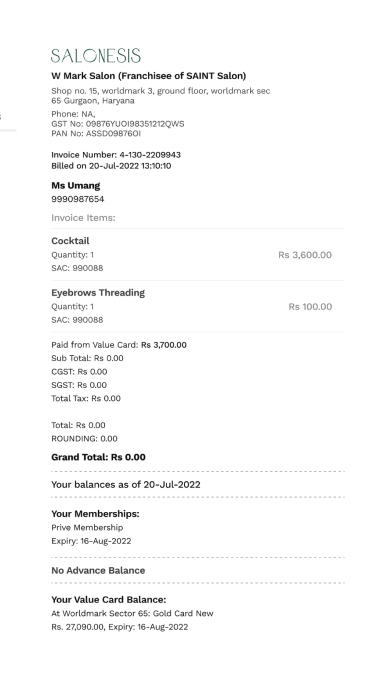 SALONESIS
W Mark Salon (Franchisee of SAINT Salon)
Shop no. 15, worldmark 3, ground floor, worldmark sec
65 Gurgaon, Haryana
Phone: NA,
GST No: 09876YUOI98351212QWS
PAN No: ASSD09876OI
Invoice Number: 4-130-2209943
Billed on 20-Jul-2022 13:10:10
Ms Umang
9990987654
Invoice Items:
Cocktail
Quantity: 1 Rs 3,600.00
SAC: 990088
Eyebrows Threading
Quantity: 1 Rs 100.00
SAC: 990088
Paid from Value Card: Rs 3,700.00
Sub Total: Rs 0.00
CGST: Rs 0.00
SGST: Rs 0.00
Total Tax: Rs 0.00
Total: Rs 0.00
ROUNDING: 0.00
Grand Total: Rs 0.00
Your balances as of 20-Jul-2022
Your Memberships:
Prive Membership
Expiry: 16-Aug-2022
No Advance Balance
Your Value Card Balance:
At Worldmark Sector 65: Gold Card New
Rs. 27,090.00, Expiry: 16-Aug-2022